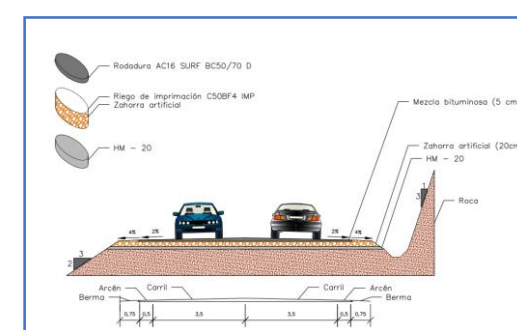 Rodadura AC16 SURF BC50/70 D
Riego de imprimación C50BF4 IMP
Zahorra artificial
HM - 20
Mezcla bituminosa (5 cm
Zahorra artificial (20cm
HM - 20
Roca
1
3
4%
2%
2%
4%
3
2
Arcén
Carril
Carril
Arcén
Berma
Berma
0,75
0,5
3,5
3,5
0,5
0,75